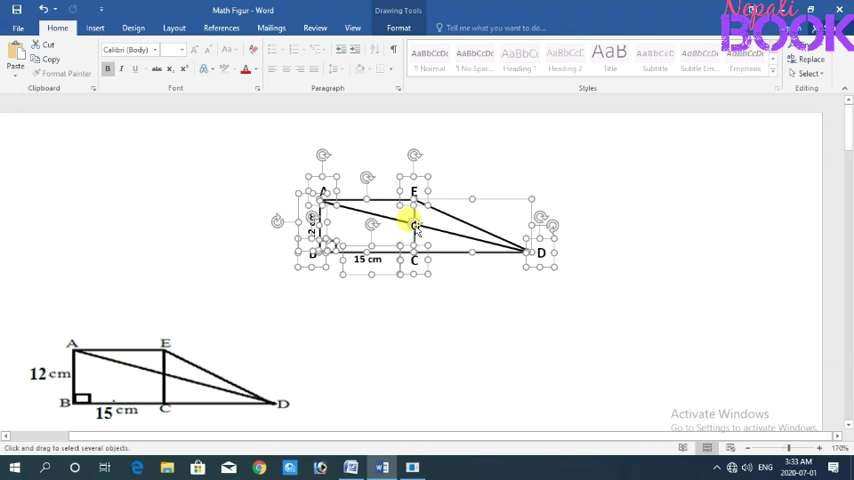 Math Figur - Word
Drawing Tools
Nepali
BOOK
File Home Insert Design Layout References Mailings Review View Format Tell me what you want to do...
Cut
Copy
Format Painter
Paste
Calibri (Body)
B I U
AaBbCcDc AaBbCcDc AaBbCc AaBbCcC AaB AaBbCcC AaBbCcDc AaBbCcDc
¶ Normal ¶ No Spac... Heading 1 Heading 2 Title Subtitle Subtle Em... Emphasis
Replace
Select
Clipboard Font Paragraph Styles Editing
A E
12 cm
B 15 cm C D
A E
12 cm
B 15 cm C D
Activate Windows
Go to Settings to activate Windows.
Click and drag to select several objects.
170%
ENG
3:33 AM
2020-07-01